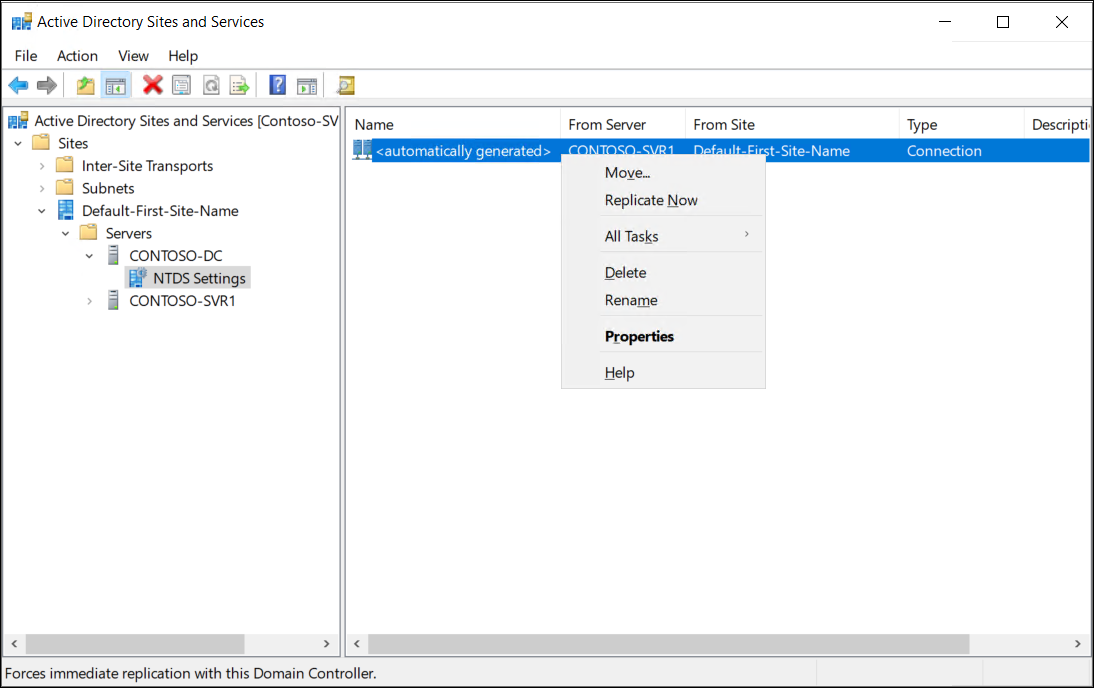 Active Directory Sites and Services
File Action View Help
Active Directory Sites and Services [Contoso-SV
Sites
Inter-Site Transports
Subnets
Default-First-Site-Name
Servers
CONTOSO-DC
NTDS Settings
CONTOSO-SVR1
Name From Server From Site Type Descripti
<automatically generated> CONTOSO-SVR1 Default-First-Site-Name Connection
Move...
Replicate Now
All Tasks
Delete
Rename
Properties
Help
Forces immediate replication with this Domain Controller.